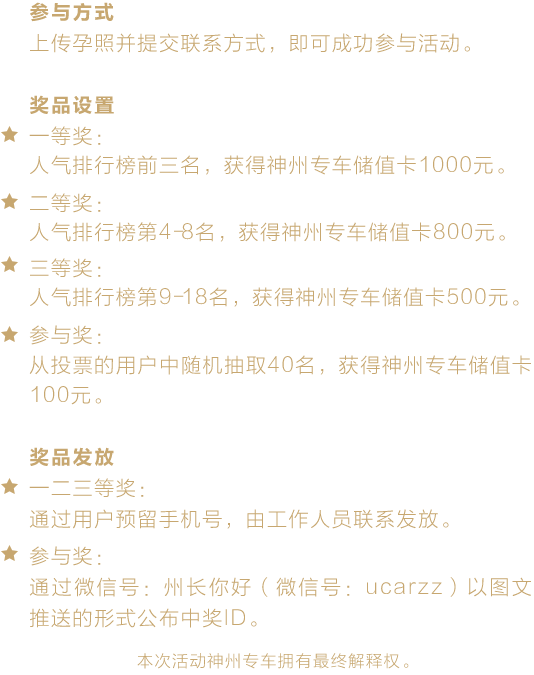 参与方式
上传孕照并提交联系方式，即可成功参与活动。
奖品设置
一等奖：
人气排行榜前三名，获得神州专车储值卡1000元。
二等奖：
人气排行榜第4-8名，获得神州专车储值卡800元。
三等奖：
人气排行榜第9-18名，获得神州专车储值卡500元。
参与奖：
从投票的用户中随机抽取40名，获得神州专车储值卡
100元。
奖品发放
一二三等奖：
通过用户预留手机号，由工作人员联系发放。
参与奖：
通过微信号：州长你好（微信号：ucarzz）以图文
推送的形式公布中奖ID。
本次活动神州专车拥有最终解释权。